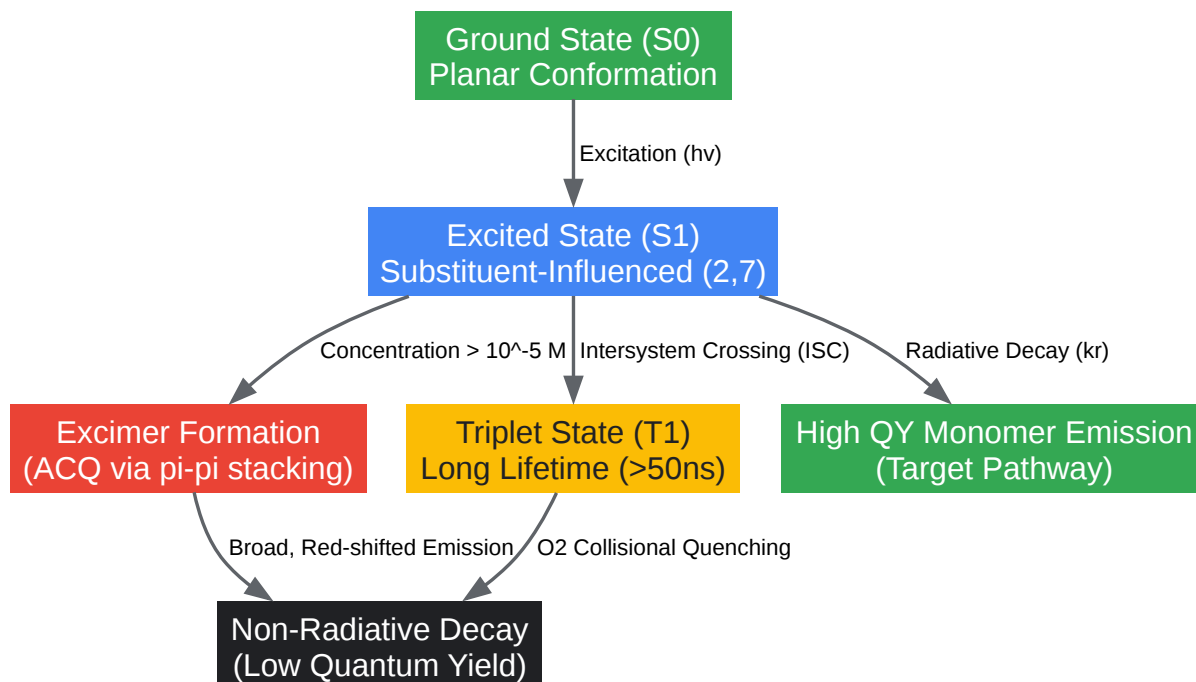 Ground State (S0)
Planar Conformation
Excitation (hv)
Excited State (S1)
Substituent-Influenced (2,7)
Concentration > 10^-5 M
Intersystem Crossing (ISC)
Radiative Decay (kr)
Excimer Formation
(ACQ via pi-pi stacking)
Triplet State (T1)
Long Lifetime (>50ns)
High QY Monomer Emission
(Target Pathway)
Broad, Red-shifted Emission
O2 Collisional Quenching
Non-Radiative Decay
(Low Quantum Yield)